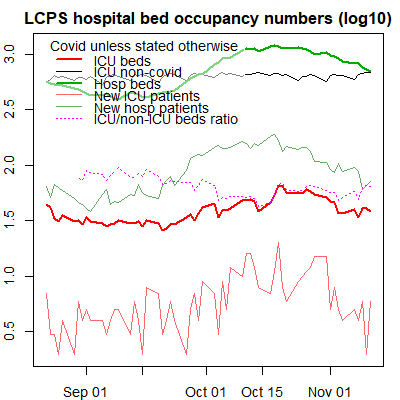 LCPS hospital bed occupancy numbers (log10)
Covid unless stated otherwise
ICU beds
ICU non-covid
Hosp beds
New ICU patients
New hosp patients
ICU/non-ICU beds ratio
3.0
2.5
2.0
1.5
1.0
0.5
Sep 01
Oct 01
Oct 15
Nov 01